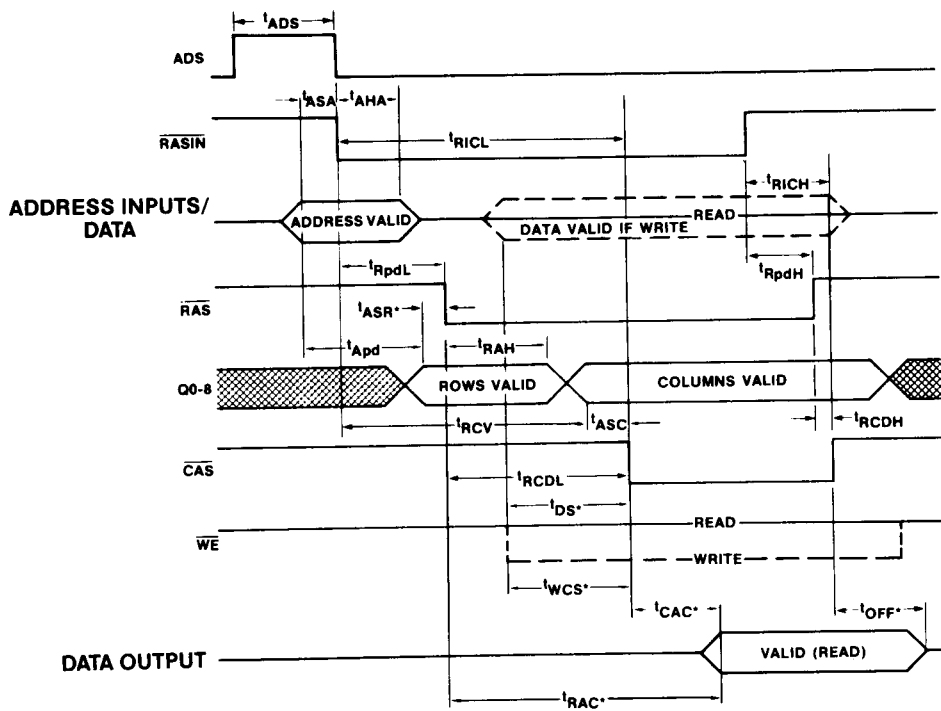 tADS
ADS
tASA tAHA
RASIN
tRICL
tRICH
ADDRESS INPUTS/
DATA
ADDRESS VALID
READ
DATA VALID IF WRITE
tRpdL
tRpdH
RAS
tASR*
tApd
tRAH
Q0-8
ROWS VALID
COLUMNS VALID
tRCV
tASC
tRCDH
CAS
tRCDL
tDS*
WE
READ
WRITE
tWCS*
tCAC*
tOFF*
DATA OUTPUT
VALID (READ)
tRAC*